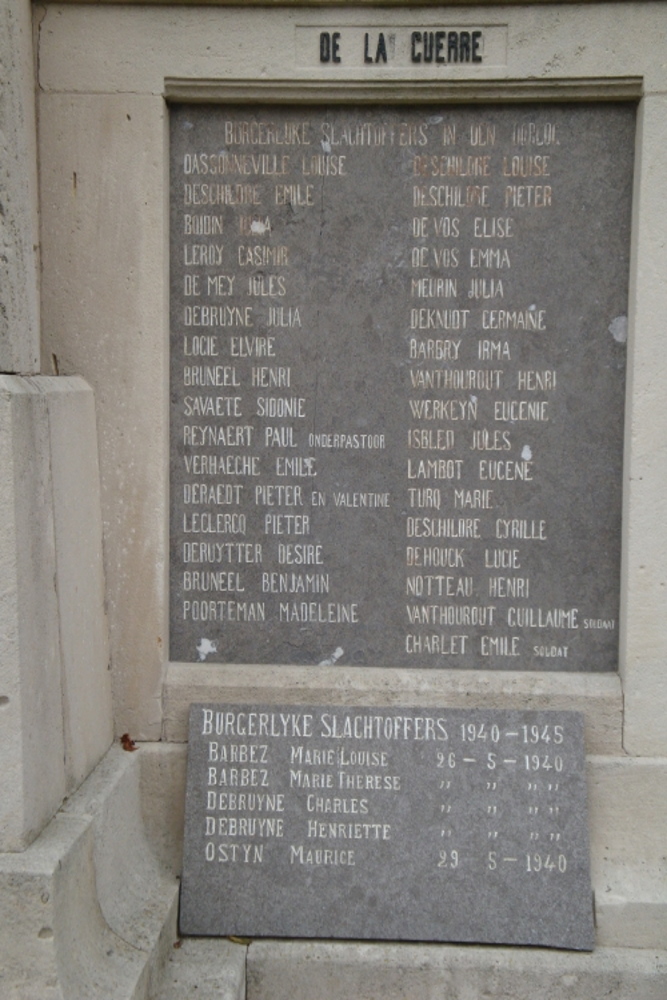 DE LA GUERRE
BURGERLIJKE SLACHTOFFERS IN DEN OORLOG
DASSONNEVILLE LOUISE
DESCHILDRE EMILE
BOIDIN JULIA
LEROY CASIMIR
DE MEY JULES
DEBRUYNE JULIA
LOCIE ELVIRE
BRUNEEL HENRI
SAVAETE SIDONIE
REYNAERT PAUL ONDERPASTOOR
VERHAEGHE EMILE
DERAEDT PIETER EN VALENTINE
LECLERCQ PIETER
DERUYTTER DESIRE
BRUNEEL BENJAMIN
POORTEMAN MADELEINE
DESCHILDRE LOUISE
DESCHILDRE PIETER
DE VOS ELISE
DE VOS EMMA
MEURIN JULIA
DEKNUDT GERMAINE
BARBRY IRMA
VANTHOUROUT HENRI
WERKEYN EUGENIE
ISBLED JULES
LAMBOT EUGENE
TURQ MARIE
DESCHILDRE CYRILLE
DEHOUCK LUCIE
NOTTEAU HENRI
VANTHOUROUT GUILLAUME SOLDAAT
CHARLET EMILE SOLDAT
BURGERLYKE SLACHTOFFERS 1940-1945
BARBEZ MARIE LOUISE 26-5-1940
BARBEZ MARIE THERESE " " " "
DEBRUYNE CHARLES " " " "
DEBRUYNE HENRIETTE " " " "
OSTYN MAURICE 29 5-1940